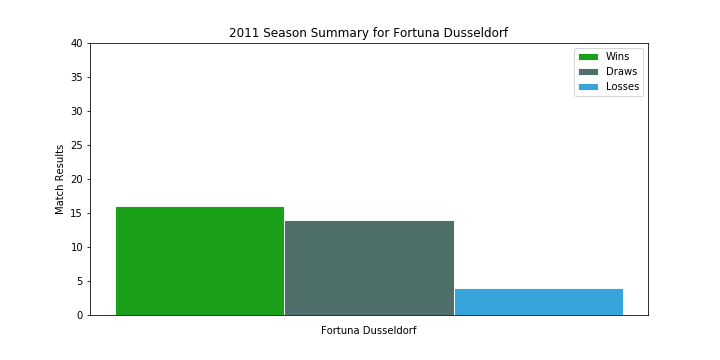 2011 Season Summary for Fortuna Dusseldorf
40
35
30
25
20
15
10
5
0
Match Results
Wins
Draws
Losses
Fortuna Dusseldorf